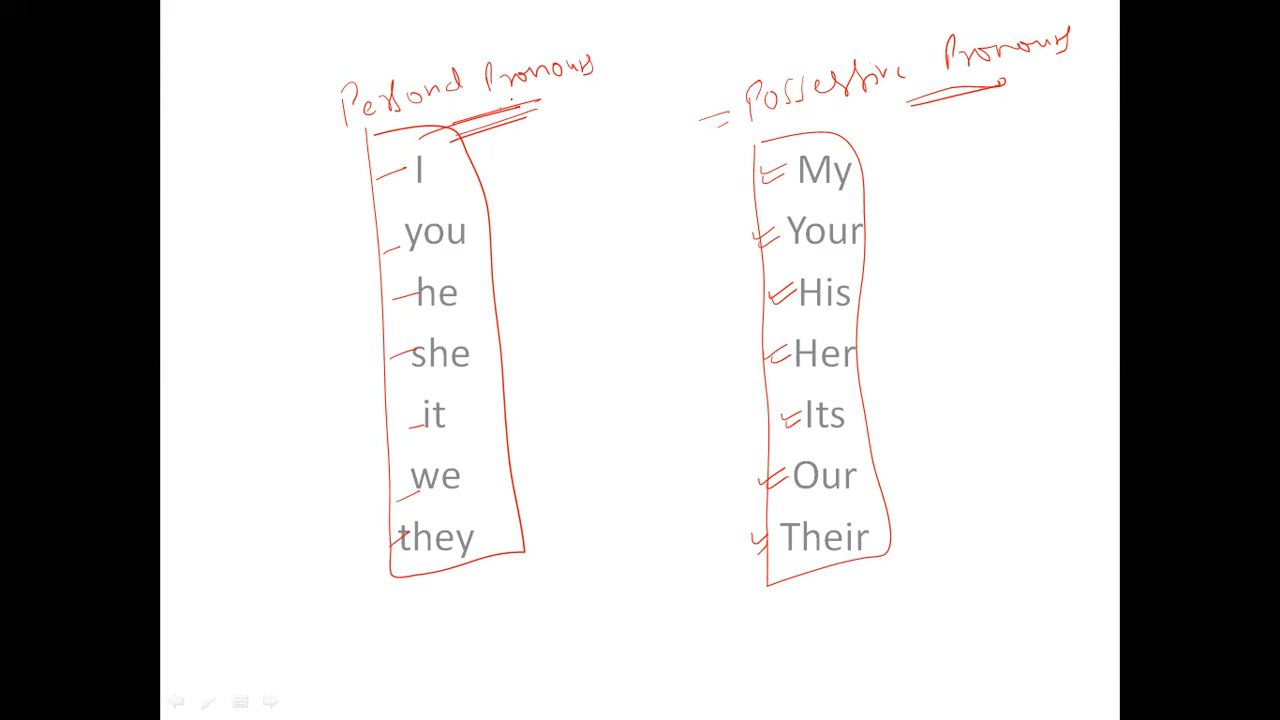 Personal Pronouns
I
you
he
she
it
we
they
Possessive Pronouns
My
Your
His
Her
Its
Our
Their